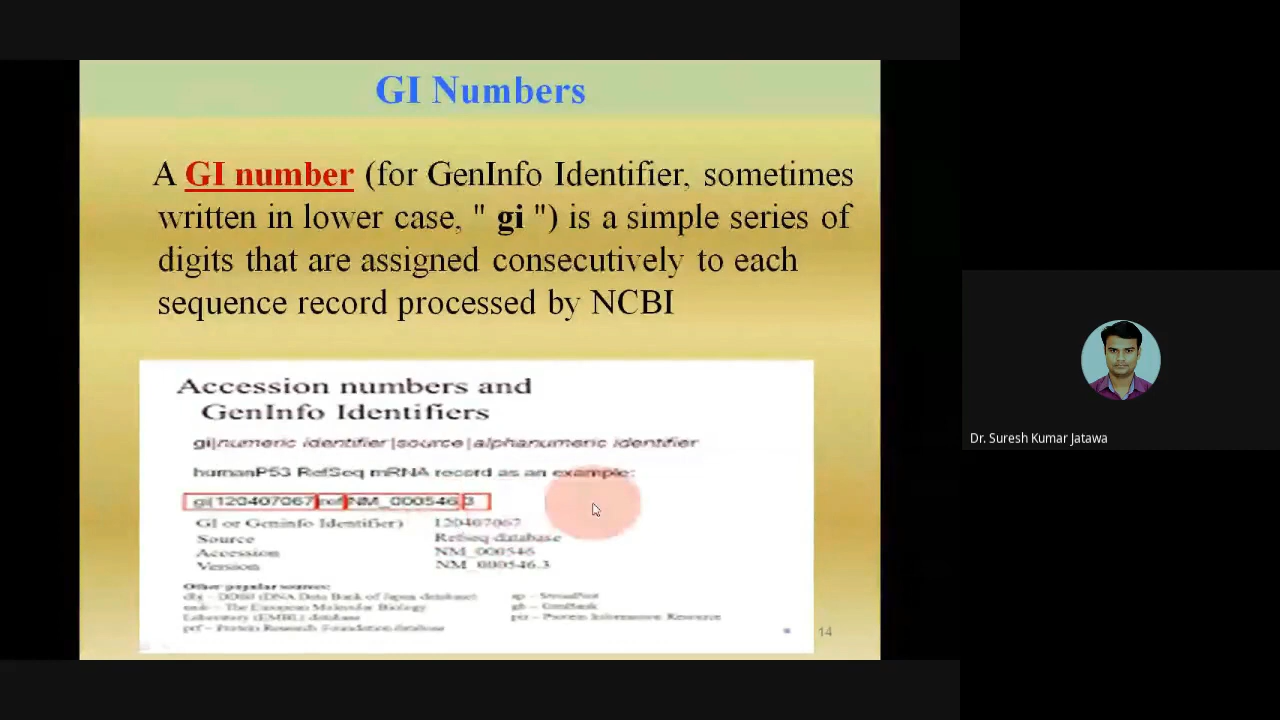 GI Numbers
A GI number (for GenInfo Identifier, sometimes
written in lower case, " gi ") is a simple series of
digits that are assigned consecutively to each
sequence record processed by NCBI
Accession numbers and
GenInfo Identifiers
gi|numeric identifier|source|alphanumeric identifier
humanP53 RefSeq mRNA record as an example:
gi|120407067|ref|NM_000546.3
GI or Geninfo Identifier) 120407067
Source Refseq database
Accession NM_000546
Version NM_000546.3
Other popular sources:
dbj – DDBJ (DNA Data Bank of Japan database) sp – SwissProt
emb – The European Molecular Biology gb – GenBank
Laboratory (EMBL) database pir – Protein Information Resource
prf – Protein Research Foundation database
14
Dr. Suresh Kumar Jatawa